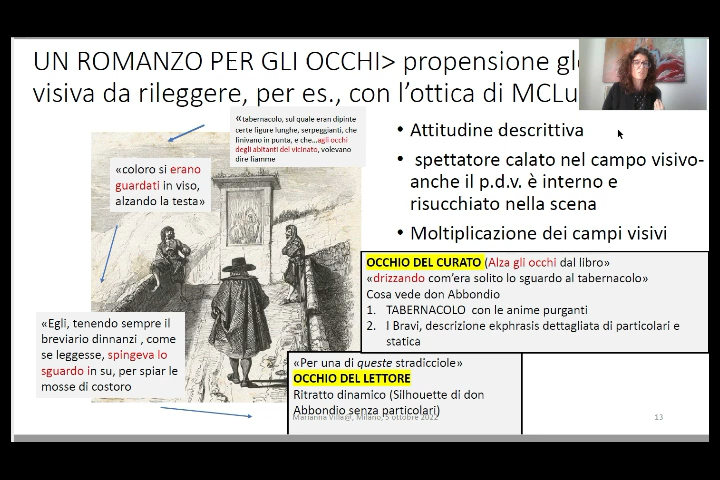 UN ROMANZO PER GLI OCCHI> propensione
visiva da rileggere, per es., con l'ottica di
«tabernacolo, sul quale eran dipinte
certe figure lunghe, serpeggianti, che
finivano in punta, e che...agli occhi
degli abitanti del vicinato, volevano
dire fiamme
«coloro si erano
guardati in viso,
alzando la testa»
«Egli, tenendo sempre il
breviario dinnanzi , come
se leggesse, spingeva lo
sguardo in su, per spiar le
mosse di costoro
• Attitudine descrittiva
• spettatore calato nel campo visivo-
anche il p.d.v. è interno e
risucchiato nella scena
• Moltiplicazione dei campi visivi
OCCHIO DEL CURATO (Alza gli occhi dal libro»
«drizzando com'era solito lo sguardo al tabernacolo»
Cosa vede don Abbondio
1. TABERNACOLO con le anime purganti
2. I Bravi, descrizione ekphrasis dettagliata di particolari e
statica
«Per una di queste stradicciole»
OCCHIO DEL LETTORE
Ritratto dinamico (Silhouette di don
Abbondio senza particolari)
Milano, 5 ottobre 2022
13